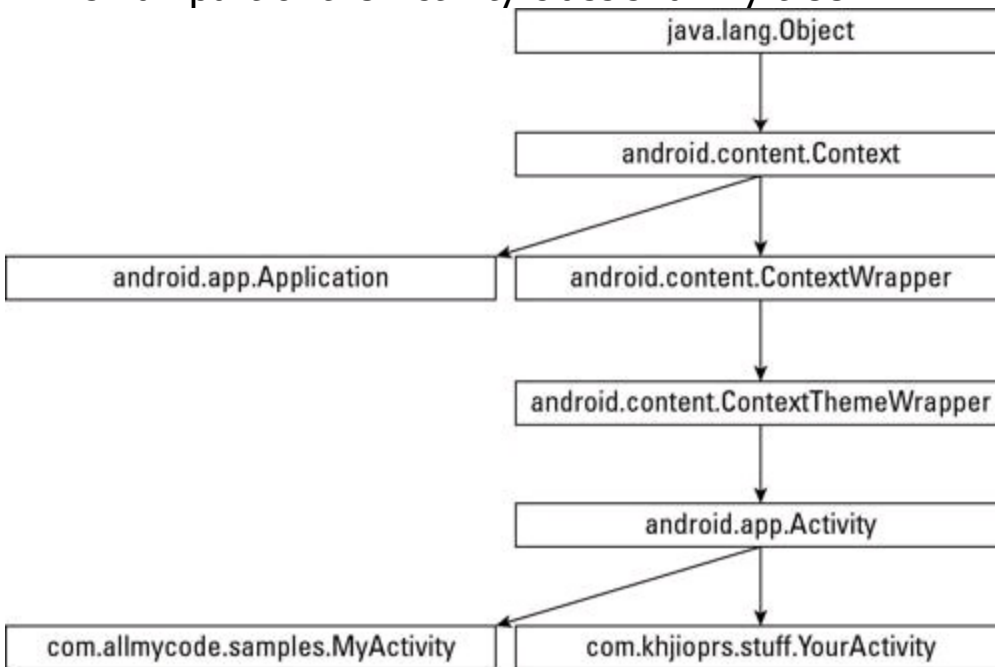 java.lang.Object
android.content.Context
android.app.Application
android.content.ContextWrapper
android.content.ContextThemeWrapper
android.app.Activity
com.allmycode.samples.MyActivity
com.khjioprs.stuff.YourActivity